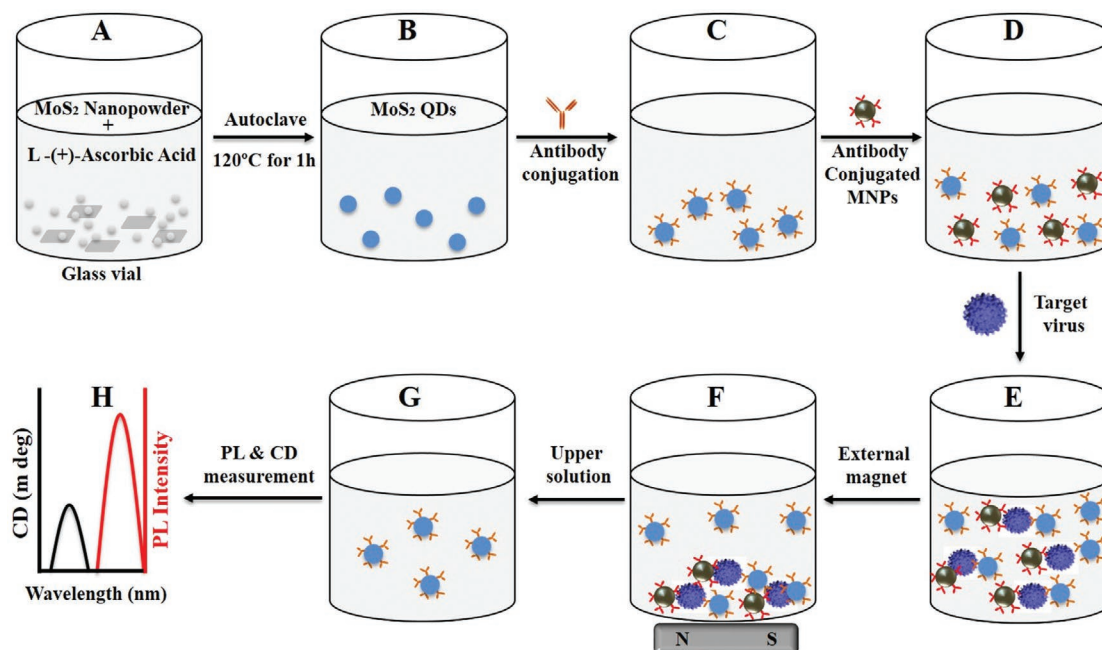 A
MoS₂ Nanopowder
+
L -(+)-Ascorbic Acid
Glass vial
Autoclave
120°C for 1h
B
MoS₂ QDs
Antibody
conjugation
C
Antibody
Conjugated
MNPs
D
Target
virus
E
External
magnet
F
N S
Upper
solution
G
PL & CD
measurement
H
CD (m deg)
PL Intensity
Wavelength (nm)